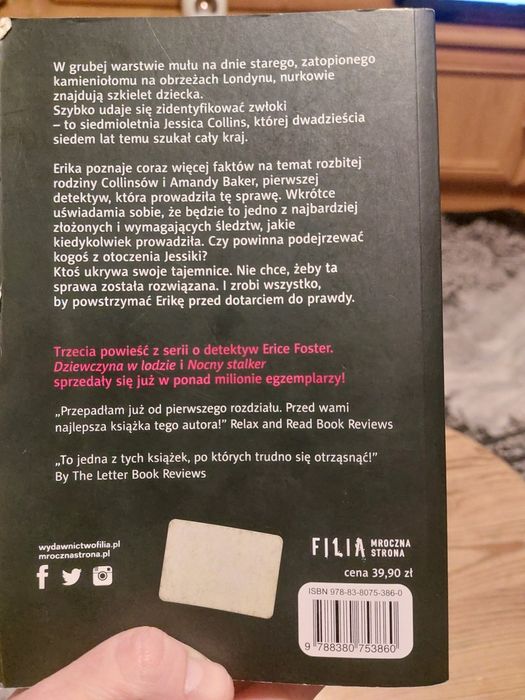 W grubej warstwie mułu na dnie starego, zatopionego
kamieniołomu na obrzeżach Londynu, nurkowie
znajdują szkielet dziecka.
Szybko udaje się zidentyfikować zwłoki
– to siedmioletnia Jessica Collins, której dwadzieścia
siedem lat temu szukał cały kraj.
Erika poznaje coraz więcej faktów na temat rozbitej
rodziny Collinsów i Amandy Baker, pierwszej
detektyw, która prowadziła tę sprawę. Wkrótce
uświadamia sobie, że będzie to jedno z najbardziej
złożonych i wymagających śledztw, jakie
kiedykolwiek prowadziła. Czy powinna podejrzewać
kogoś z otoczenia Jessiki?
Ktoś ukrywa swoje tajemnice. Nie chce, żeby ta
sprawa została rozwiązana. I zrobi wszystko,
by powstrzymać Erikę przed dotarciem do prawdy.
Trzecia powieść z serii o detektyw Erice Foster.
Dziewczyna w lodzie i Nocny stalker
sprzedały się już w ponad milionie egzemplarzy!
„Przepadłam już od pierwszego rozdziału. Przed wami
najlepsza książka tego autora!” Relax and Read Book Reviews
„To jedna z tych książek, po których trudno się otrząsnąć!”
By The Letter Book Reviews
wydawnictwofilia.pl
mrocznastrona.pl
FILIA MROCZNA
STRONA
cena 39,90 zł
ISBN 978-83-8075-386-0
9 788380 753860